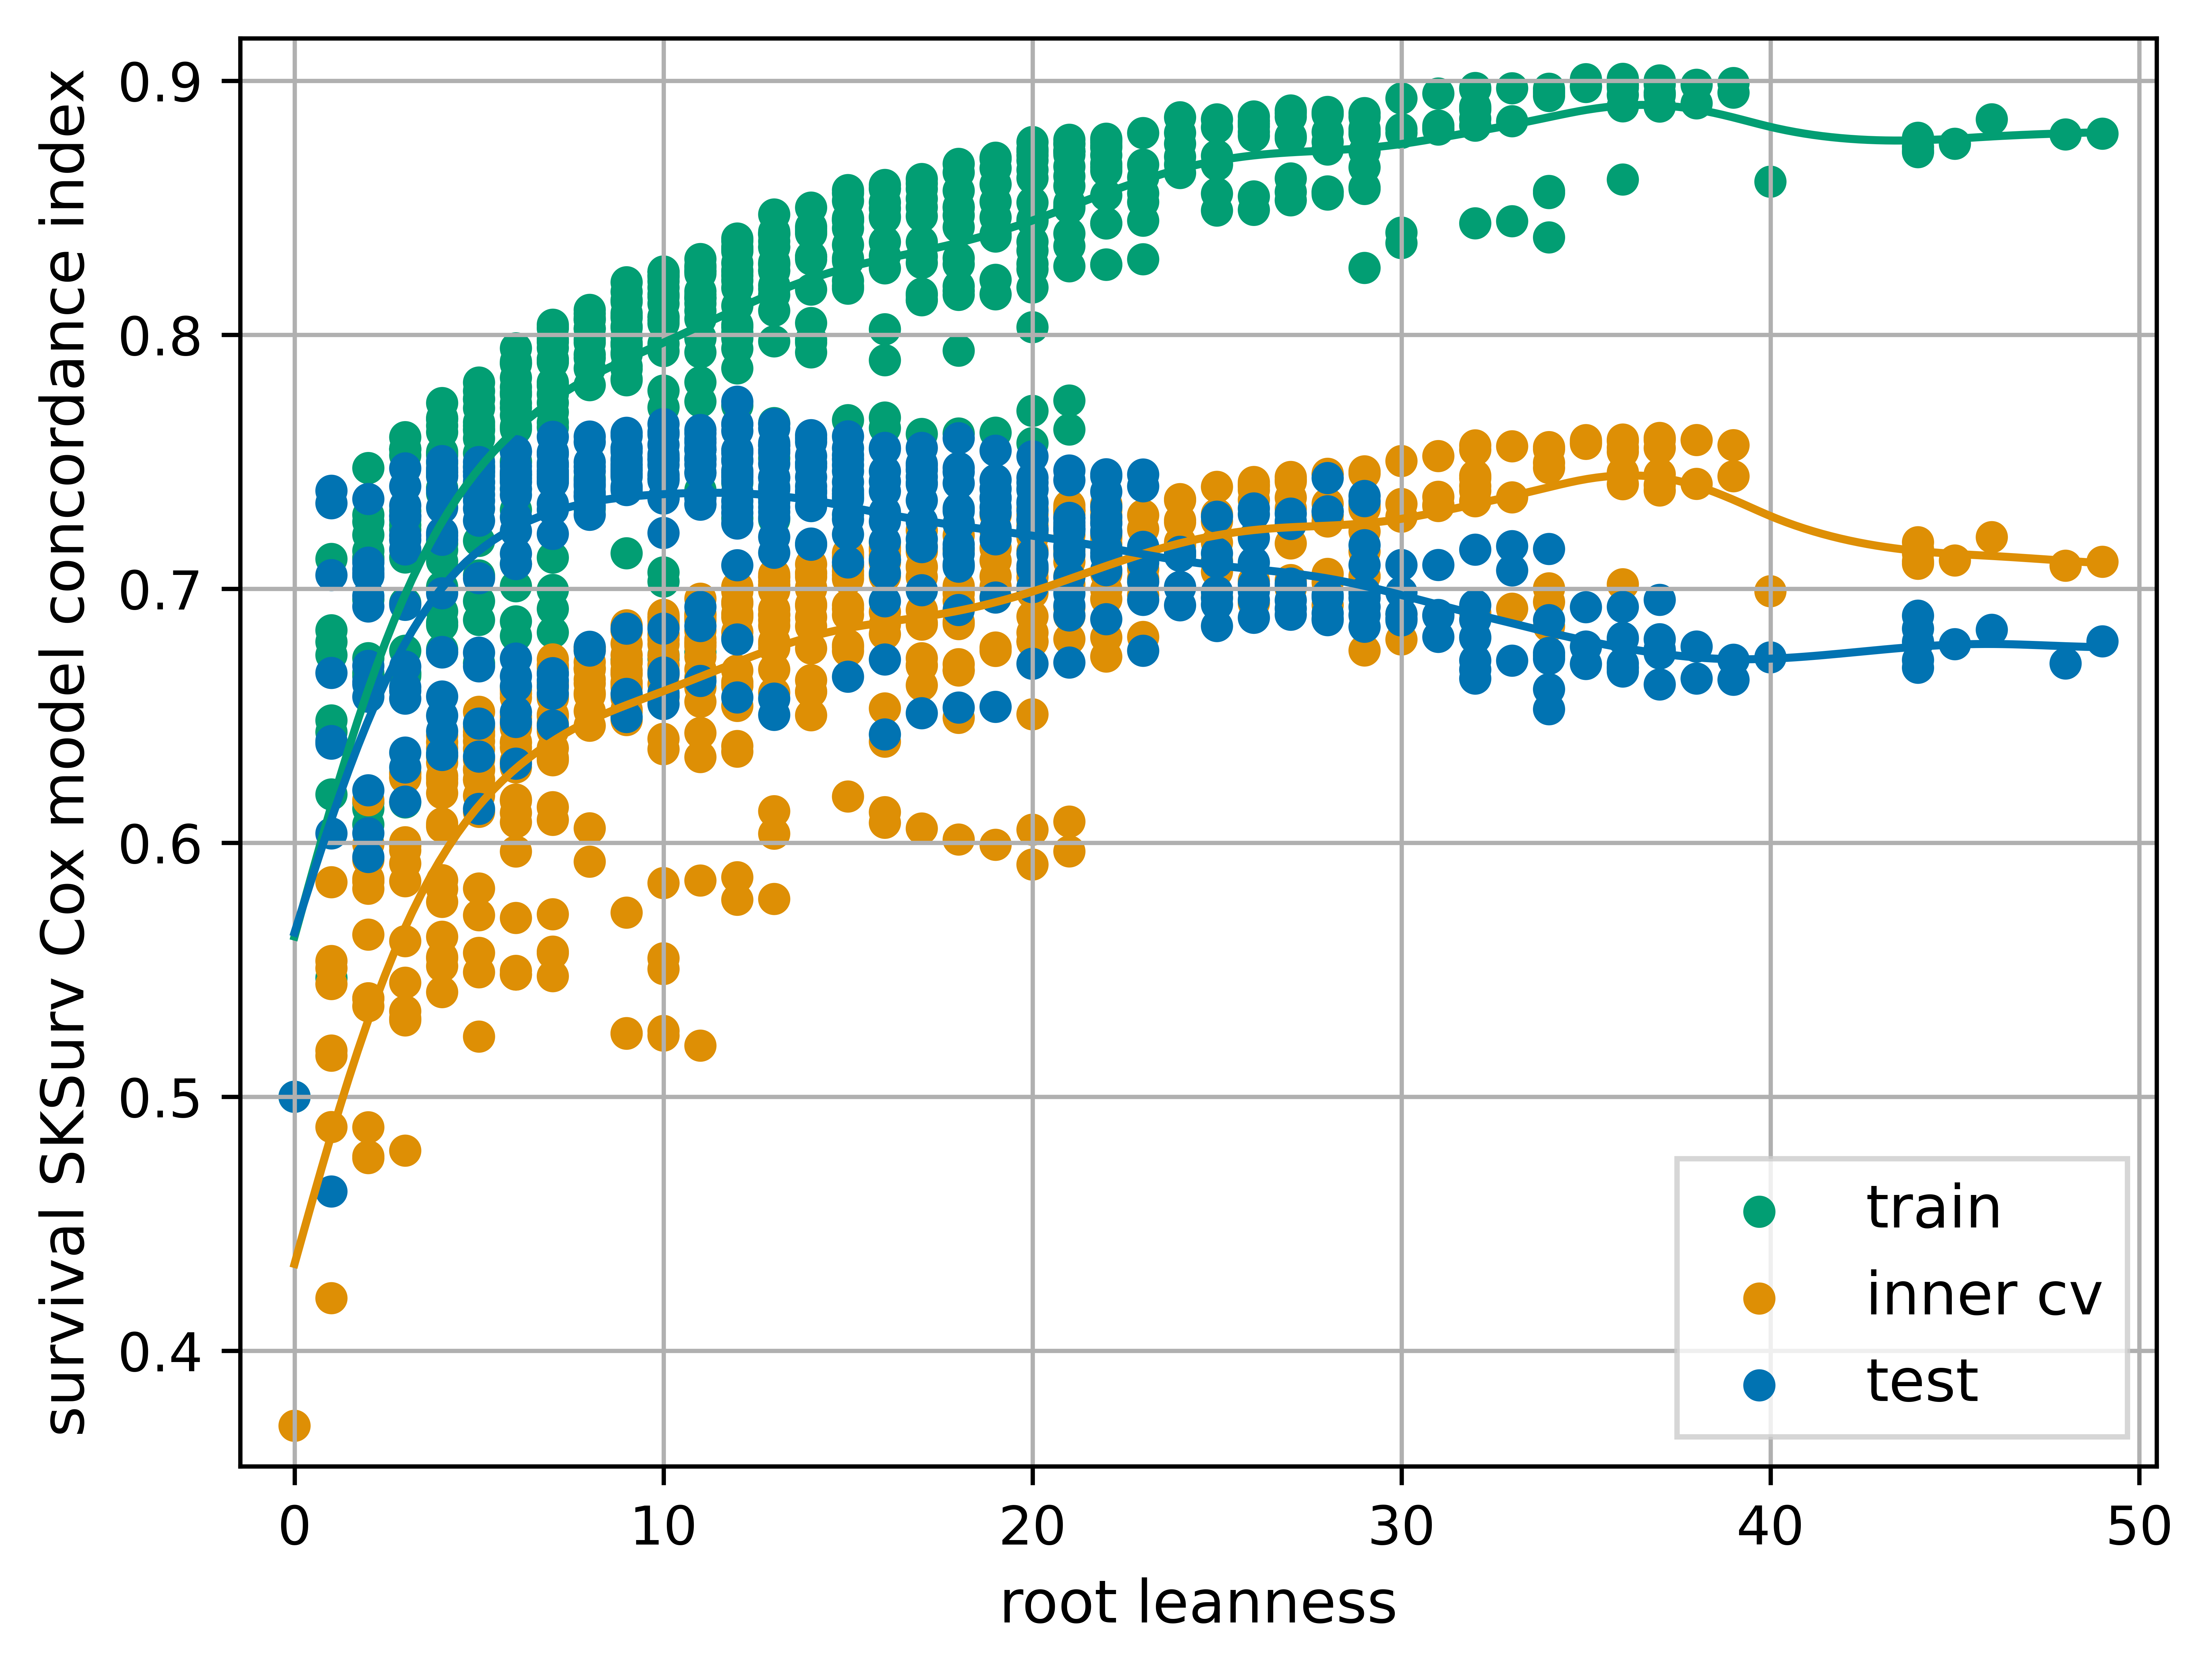 survival SKSurv Cox model concordance index
0.9
0.8
0.7
0.6
0.5
0.4
0 10 20 30 40 50
root leanness
train
inner cv
test